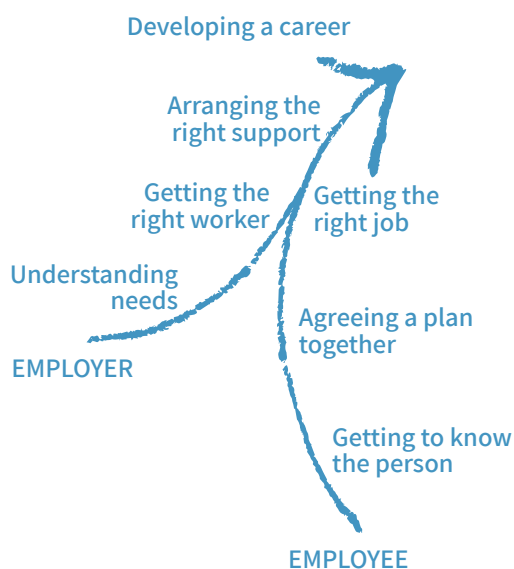 Developing a career
Arranging the
right support
Getting the
right worker
Getting the
right job
Understanding
needs
Agreeing a plan
together
EMPLOYER
Getting to know
the person
EMPLOYEE